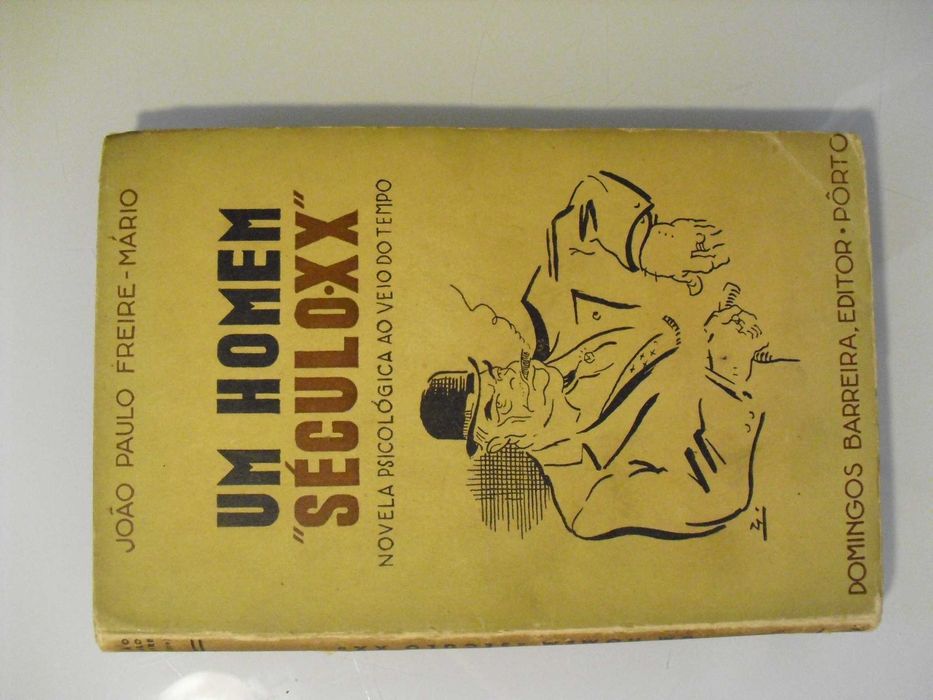 JOÃO PAULO FREIRE - MÁRIO
UM HOMEM
"SÉCULO·XX"
NOVELA PSICOLÓGICA AO VEIO DO TEMPO
DOMINGOS BARREIRA, EDITOR · PÔRTO